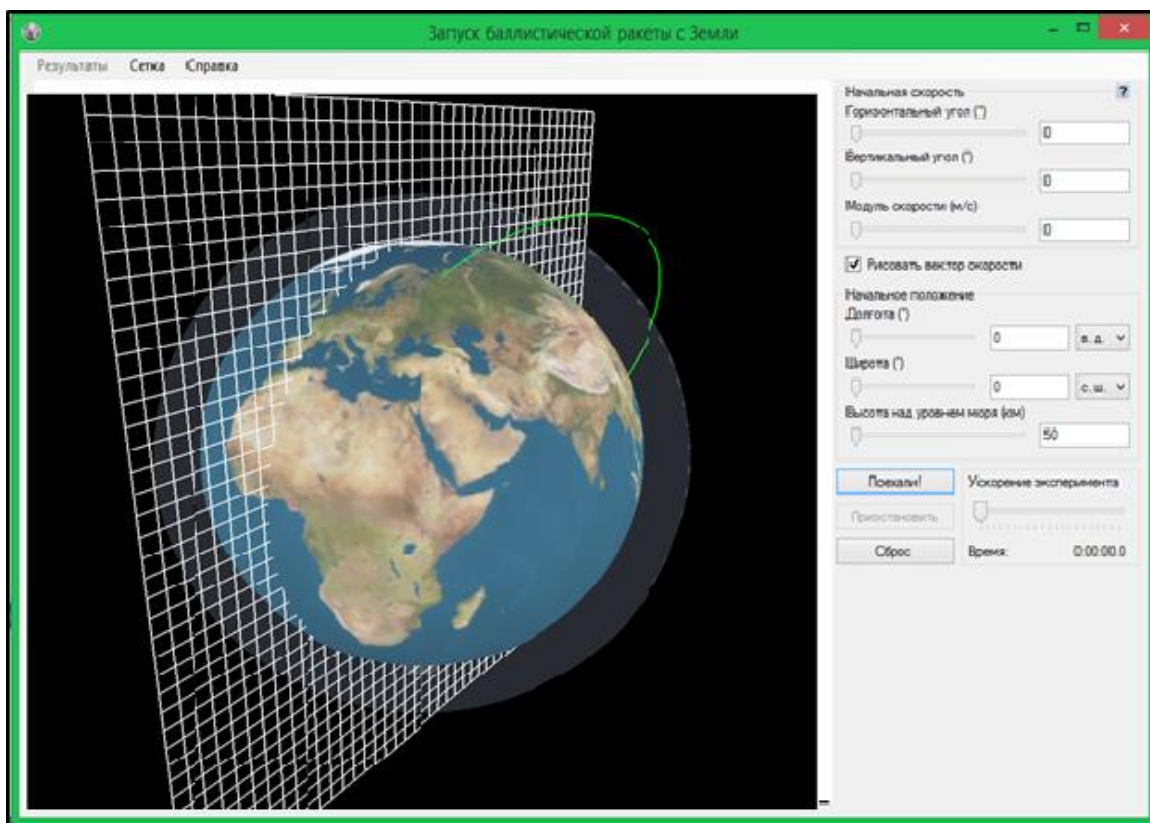 Запуск баллистической ракеты с Земли
Результаты Сетка Справка
Начальная скорость ?
Горизонтальный угол (°)
0
Вертикальный угол (°)
0
Модуль скорости (м/с)
0
Рисовать вектор скорости
Начальное положение
Долгота (°)
0 в. д.
Широта (°)
0 с. ш.
Высота над уровнем моря (км)
50
Поехали! Ускорение эксперимента
Приостановить
Сброс Время: 0:00:00.0